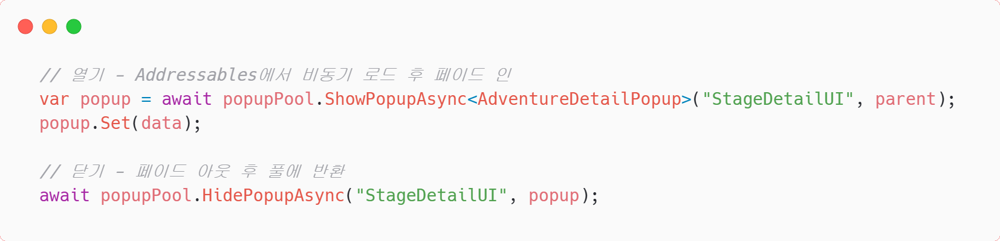 // 열기 - Addressables에서 비동기 로드 후 페이드 인
var popup = await popupPool.ShowPopupAsync<AdventureDetailPopup>("StageDetailUI", parent);
popup.Set(data);

// 닫기 - 페이드 아웃 후 풀에 반환
await popupPool.HidePopupAsync("StageDetailUI", popup);